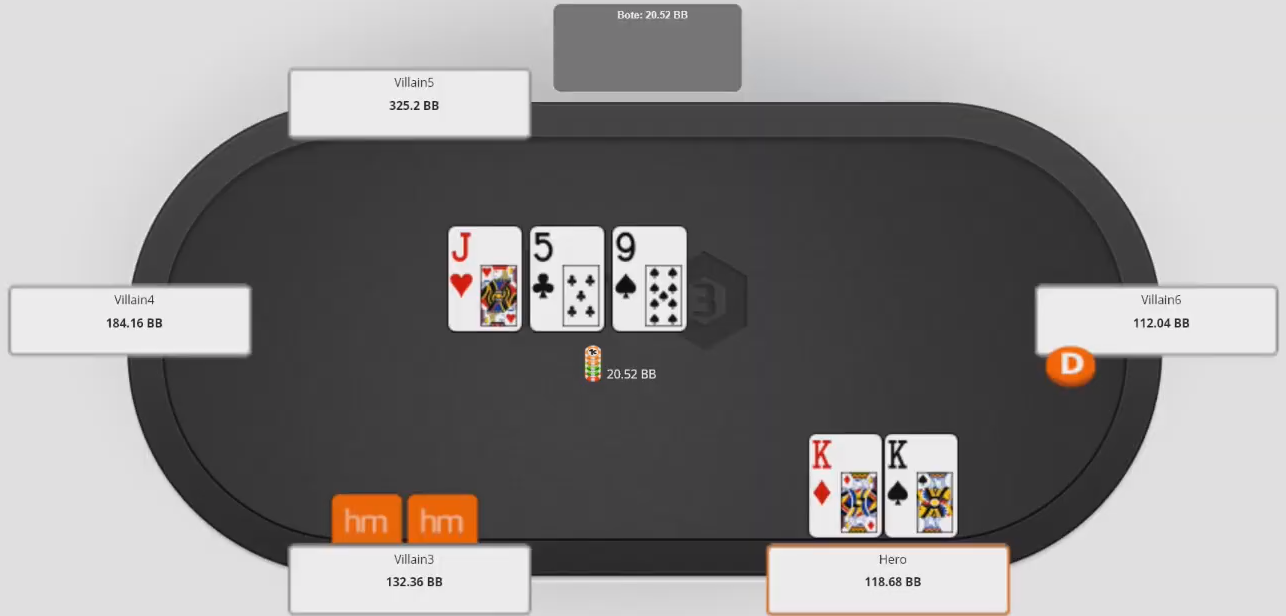 Bote: 20.52 BB
Villain5
325.2 BB
J
5
9
Villain4
184.16 BB
Villain6
112.04 BB
3
D
20.52 BB
K
K
hm
hm
Villain3
132.36 BB
Hero
118.68 BB